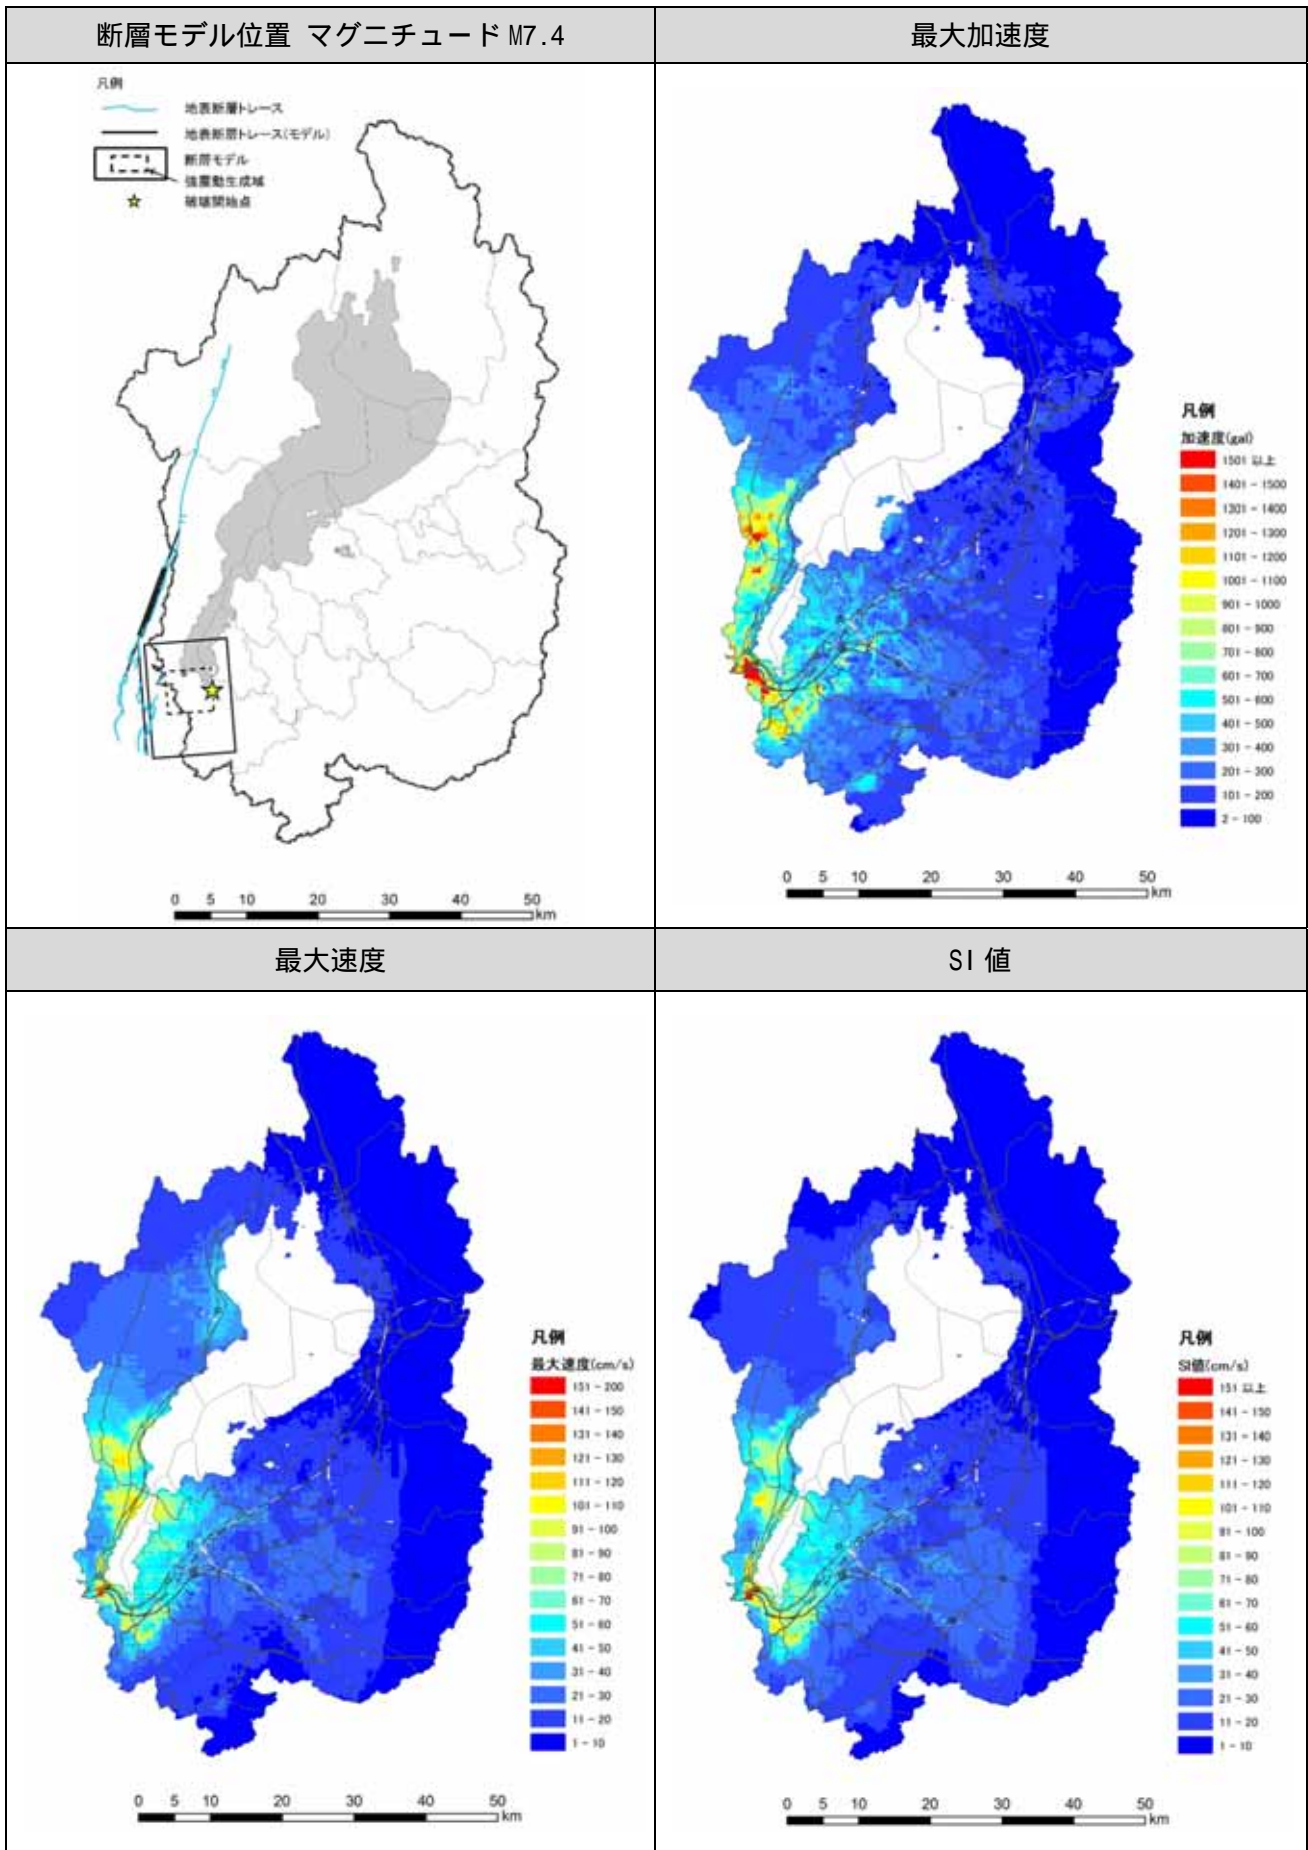 断層モデル位置 マグニチュード M7.4
凡例
地表断層トレース
地表断層トレース(モデル)
断層モデル
強震動生成域
破壊開始点
0 5 10 20 30 40 50
km
最大加速度
凡例
加速度(gal)
1501 以上
1401 - 1500
1301 - 1400
1201 - 1300
1101 - 1200
1001 - 1100
901 - 1000
801 - 900
701 - 800
601 - 700
501 - 600
401 - 500
301 - 400
201 - 300
101 - 200
2 - 100
0 5 10 20 30 40 50
km
最大速度
凡例
最大速度(cm/s)
151 - 200
141 - 150
131 - 140
121 - 130
111 - 120
101 - 110
91 - 100
81 - 90
71 - 80
61 - 70
51 - 60
41 - 50
31 - 40
21 - 30
11 - 20
1 - 10
0 5 10 20 30 40 50
km
SI 値
凡例
SI値(cm/s)
151 以上
141 - 150
131 - 140
121 - 130
111 - 120
101 - 110
91 - 100
81 - 90
71 - 80
61 - 70
51 - 60
41 - 50
31 - 40
21 - 30
11 - 20
1 - 10
0 5 10 20 30 40 50
km